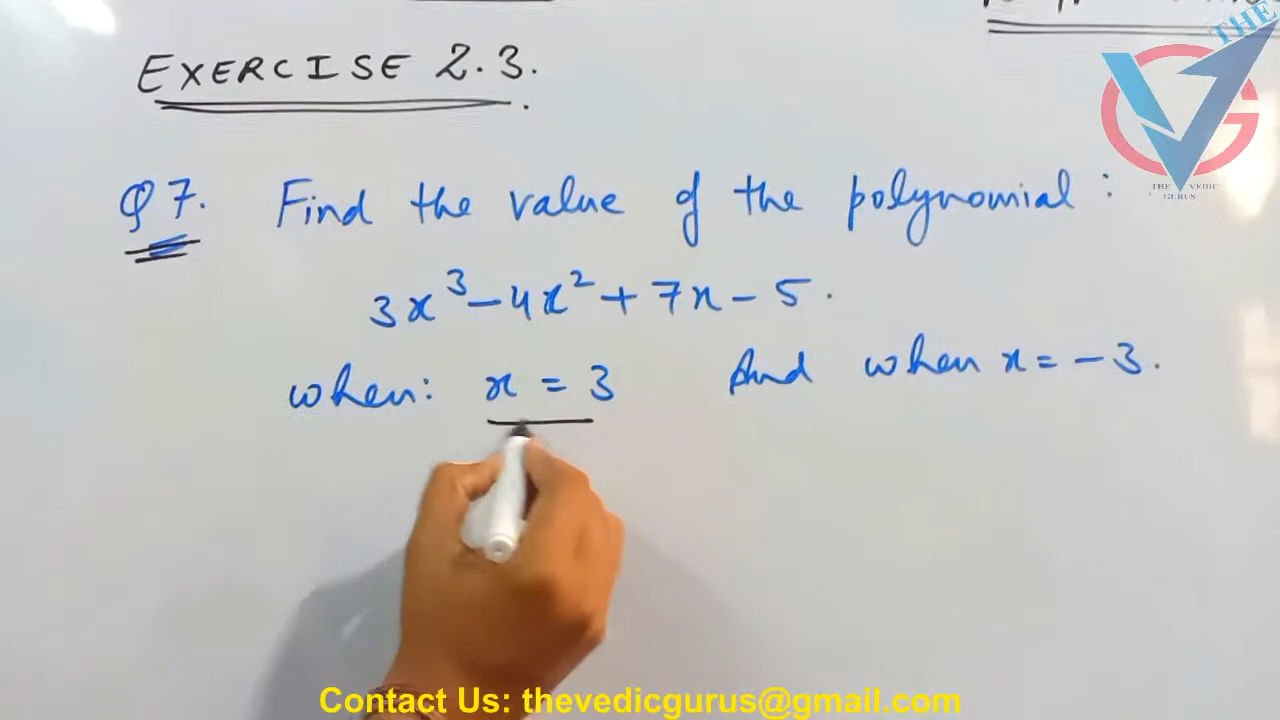 EXERCISE 2.3.
Q7. Find the value of the polynomial :
3x³ - 4x² + 7x - 5.
when: x = 3 And when x = -3.
THE
V
G
THE VEDIC
GURUS
Contact Us: thevedicgurus@gmail.com